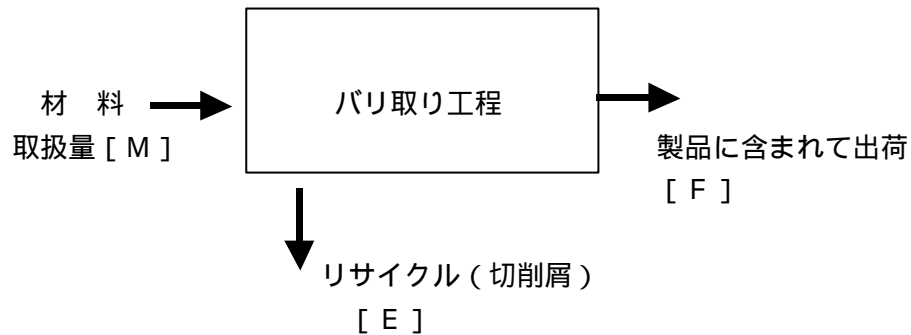 材　料
取扱量［Ｍ］
バリ取り工程
製品に含まれて出荷
［Ｆ］
リサイクル（切削屑）
［Ｅ］